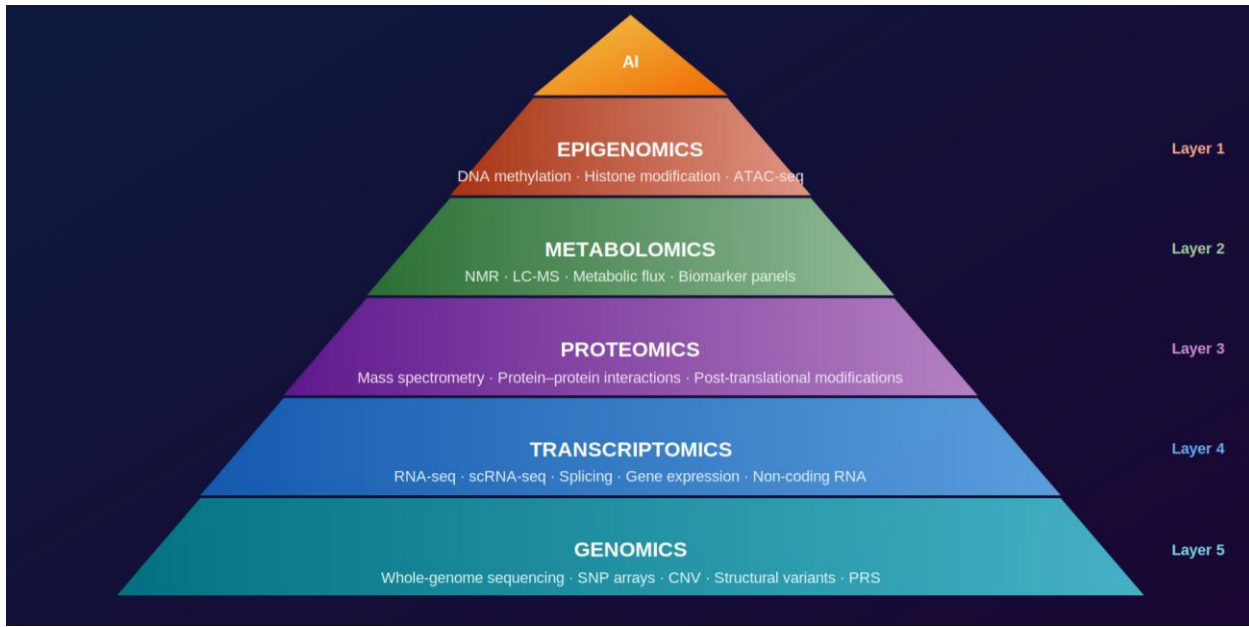 AI
EPIGENOMICS
Layer 1
DNA methylation · Histone modification · ATAC-seq
METABOLOMICS
Layer 2
NMR · LC-MS · Metabolic flux · Biomarker panels
PROTEOMICS
Layer 3
Mass spectrometry · Protein–protein interactions · Post-translational modifications
TRANSCRIPTOMICS
Layer 4
RNA-seq · scRNA-seq · Splicing · Gene expression · Non-coding RNA
GENOMICS
Layer 5
Whole-genome sequencing · SNP arrays · CNV · Structural variants · PRS